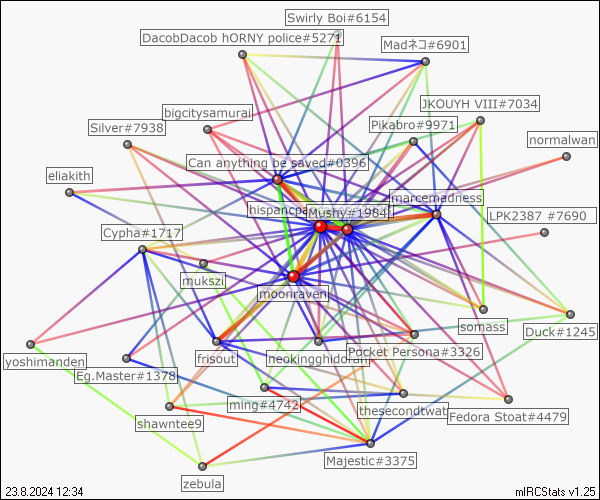 Swirly Boi#6154
DacobDacob hORNY police#5271
Madネコ#6901
JKOUYH VIII#7034
bigcitysamurai
Pikabro#9971
Silver#7938
normalwan
Can anything be saved#0396
eliakith
marcemadness
hispancpa
Mushy#1984
LPK2387 #7690
Cypha#1717
mukszi
moonraven
somass
Duck#1245
yoshimanden
frisout
neokingghidorah
Pocket Persona#3326
Eg.Master#1378
ming#4742
thesecondtwat
Fedora Stoat#4479
shawntee9
Majestic#3375
zebula
23.8.2024 12:34
mIRCStats v1.25